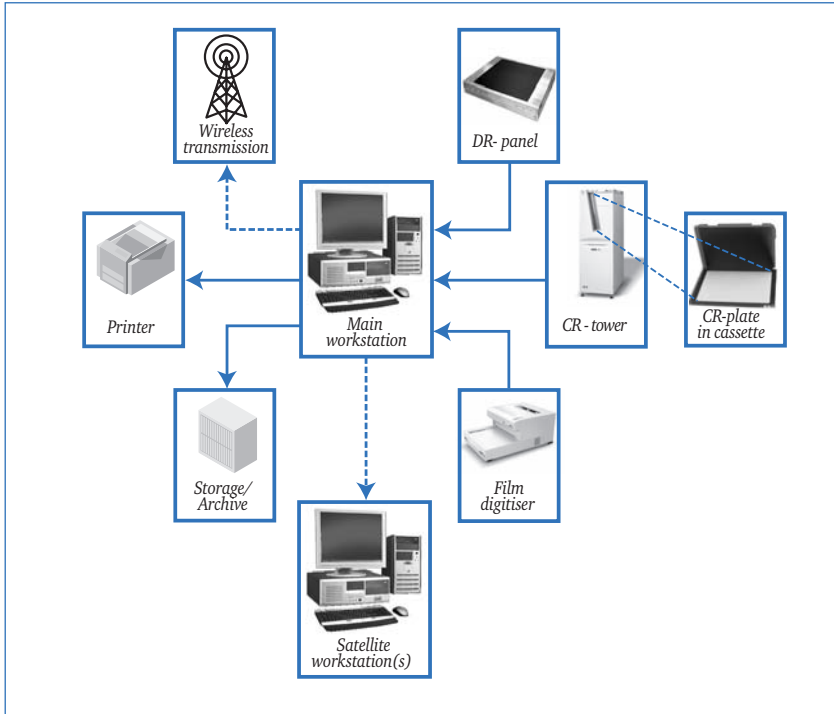 Wireless
transmission
DR- panel
Printer
Main
workstation
CR - tower
CR-plate
in cassette
Storage/
Archive
Film
digitiser
Satellite
workstation(s)